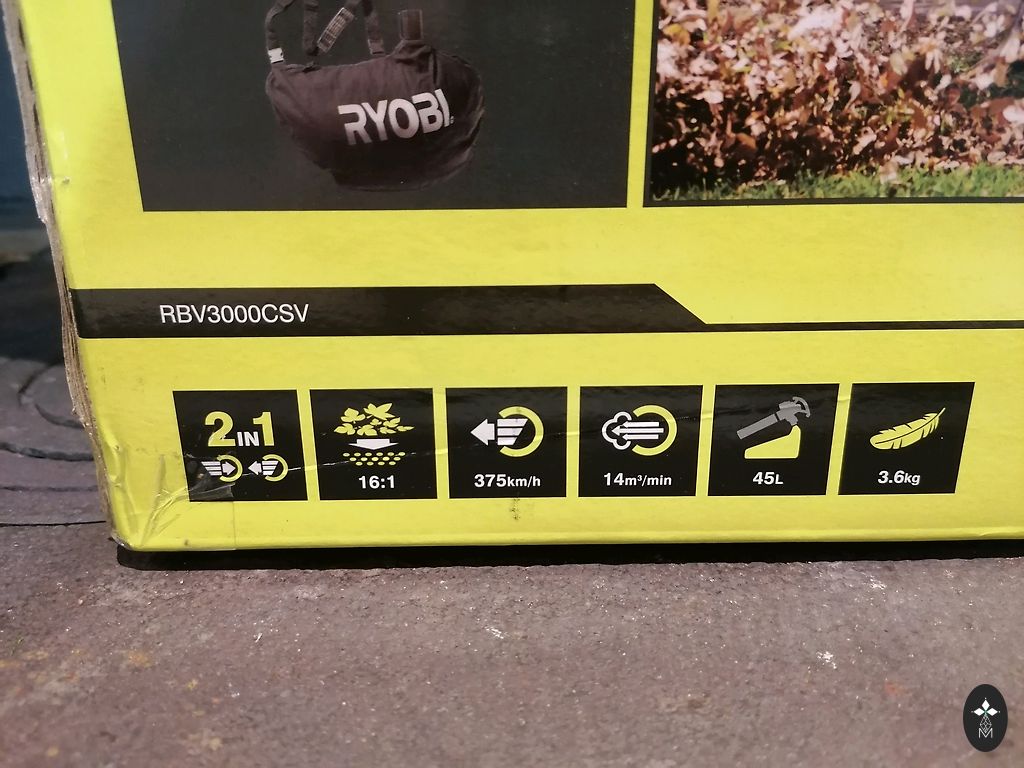 RYOBI
RBV3000CSV
2IN1
16:1
375km/h
14m³/min
45L
3.6kg
M